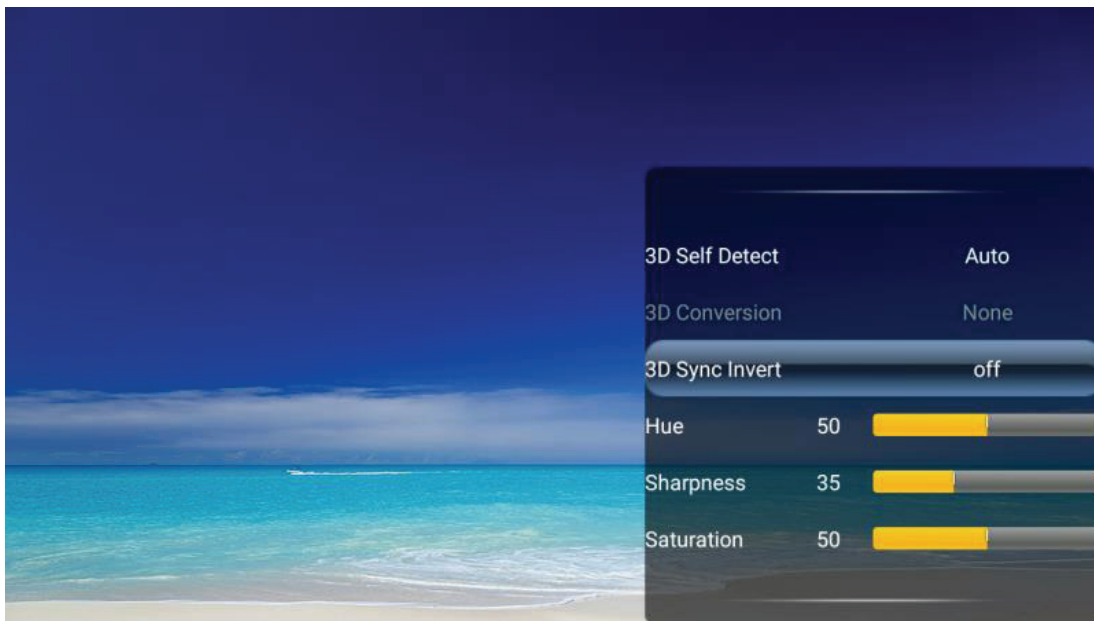 3D Self Detect Auto
3D Conversion None
3D Sync Invert off
Hue 50
Sharpness 35
Saturation 50